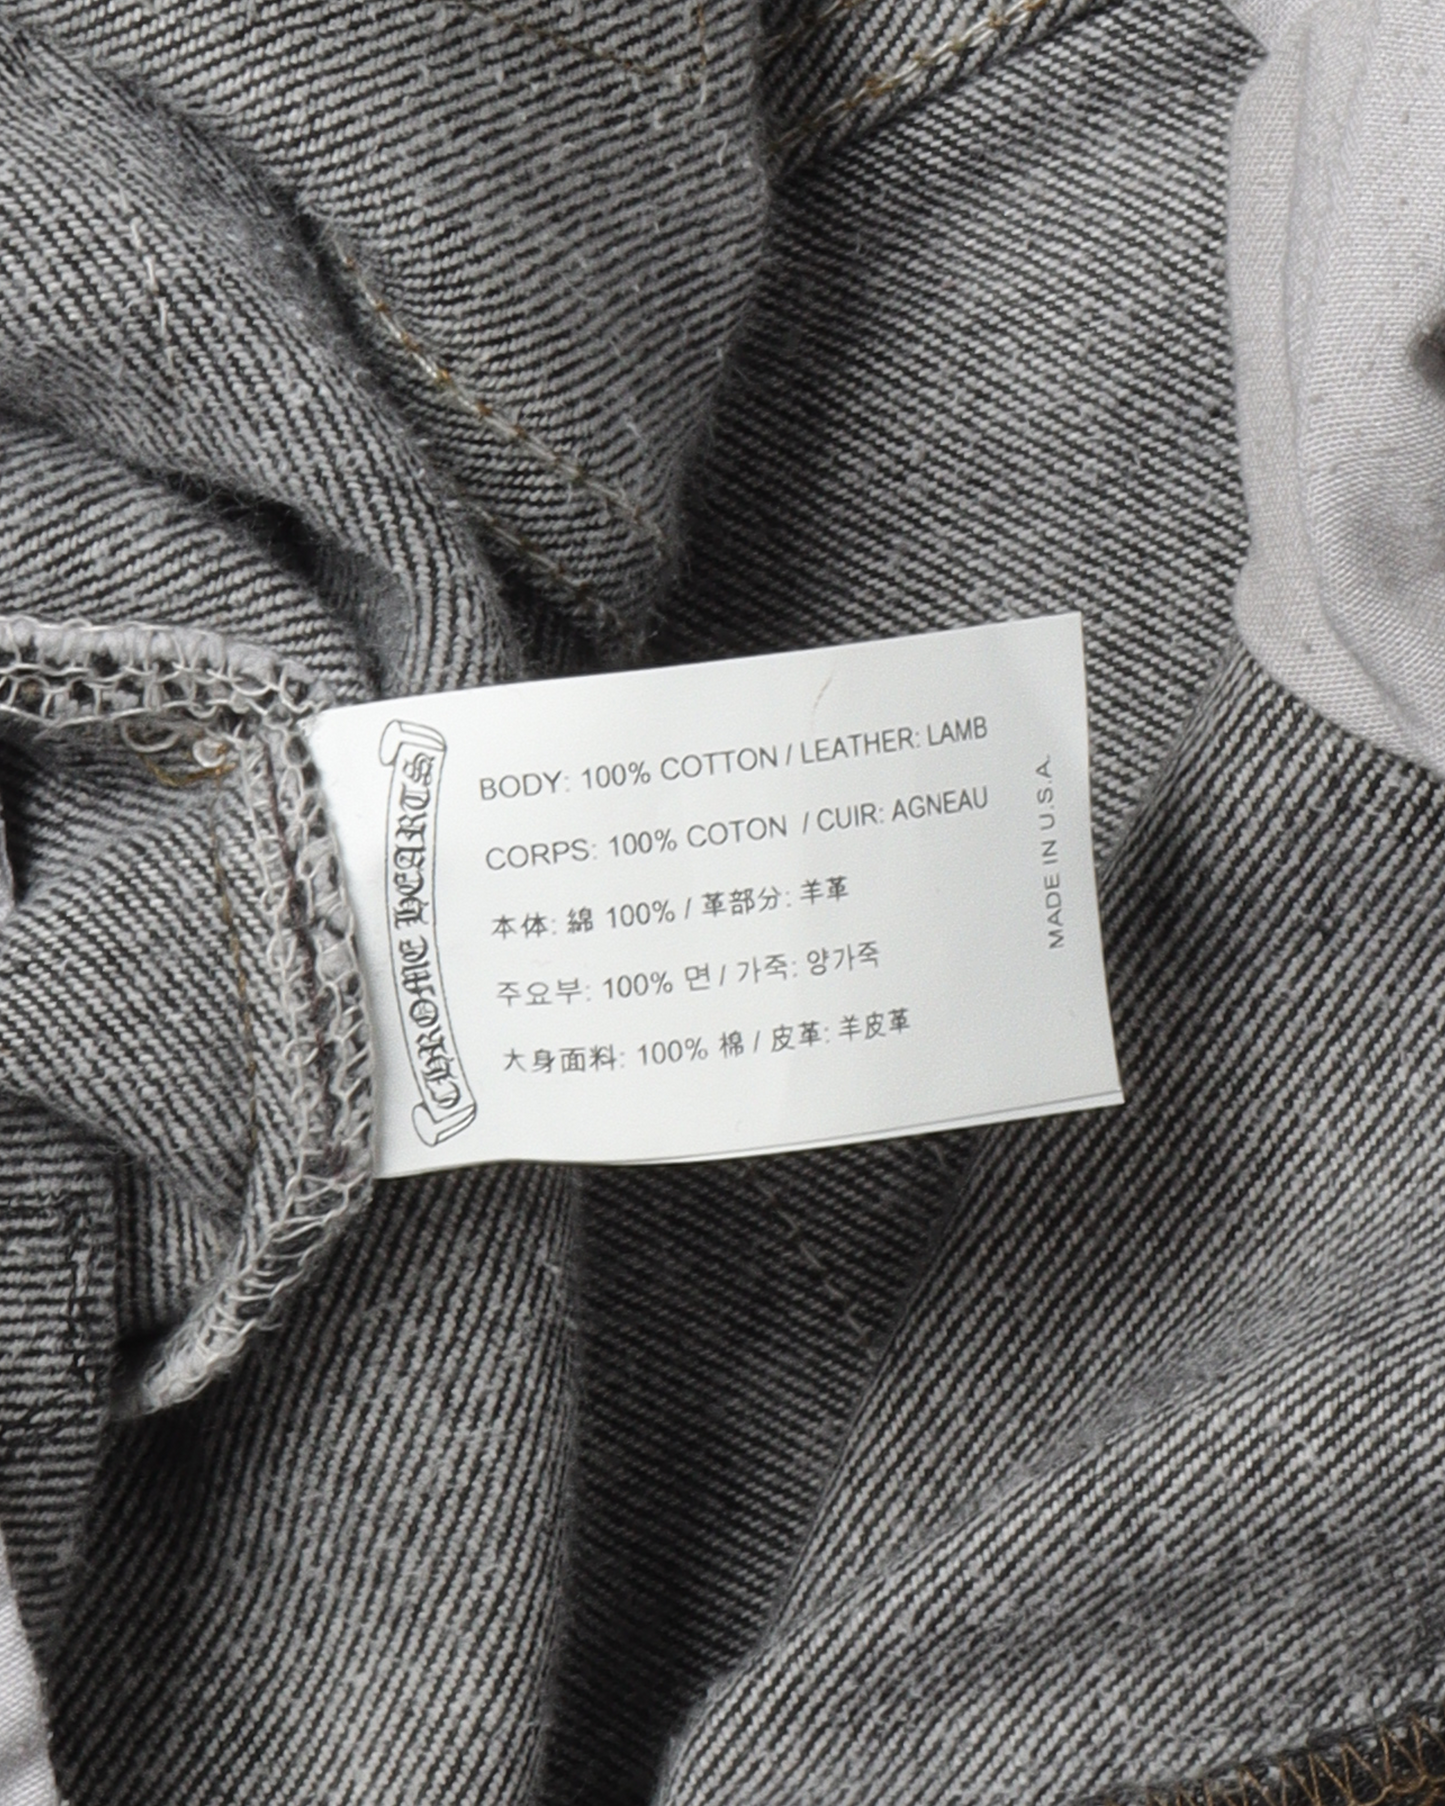 CHROME HEARTS
BODY: 100% COTTON / LEATHER: LAMB
CORPS: 100% COTON / CUIR: AGNEAU
本体: 綿 100% / 革部分: 羊革
주요부: 100% 면 / 가죽: 양가죽
大身面料: 100% 棉 / 皮革: 羊皮革
MADE IN U.S.A.